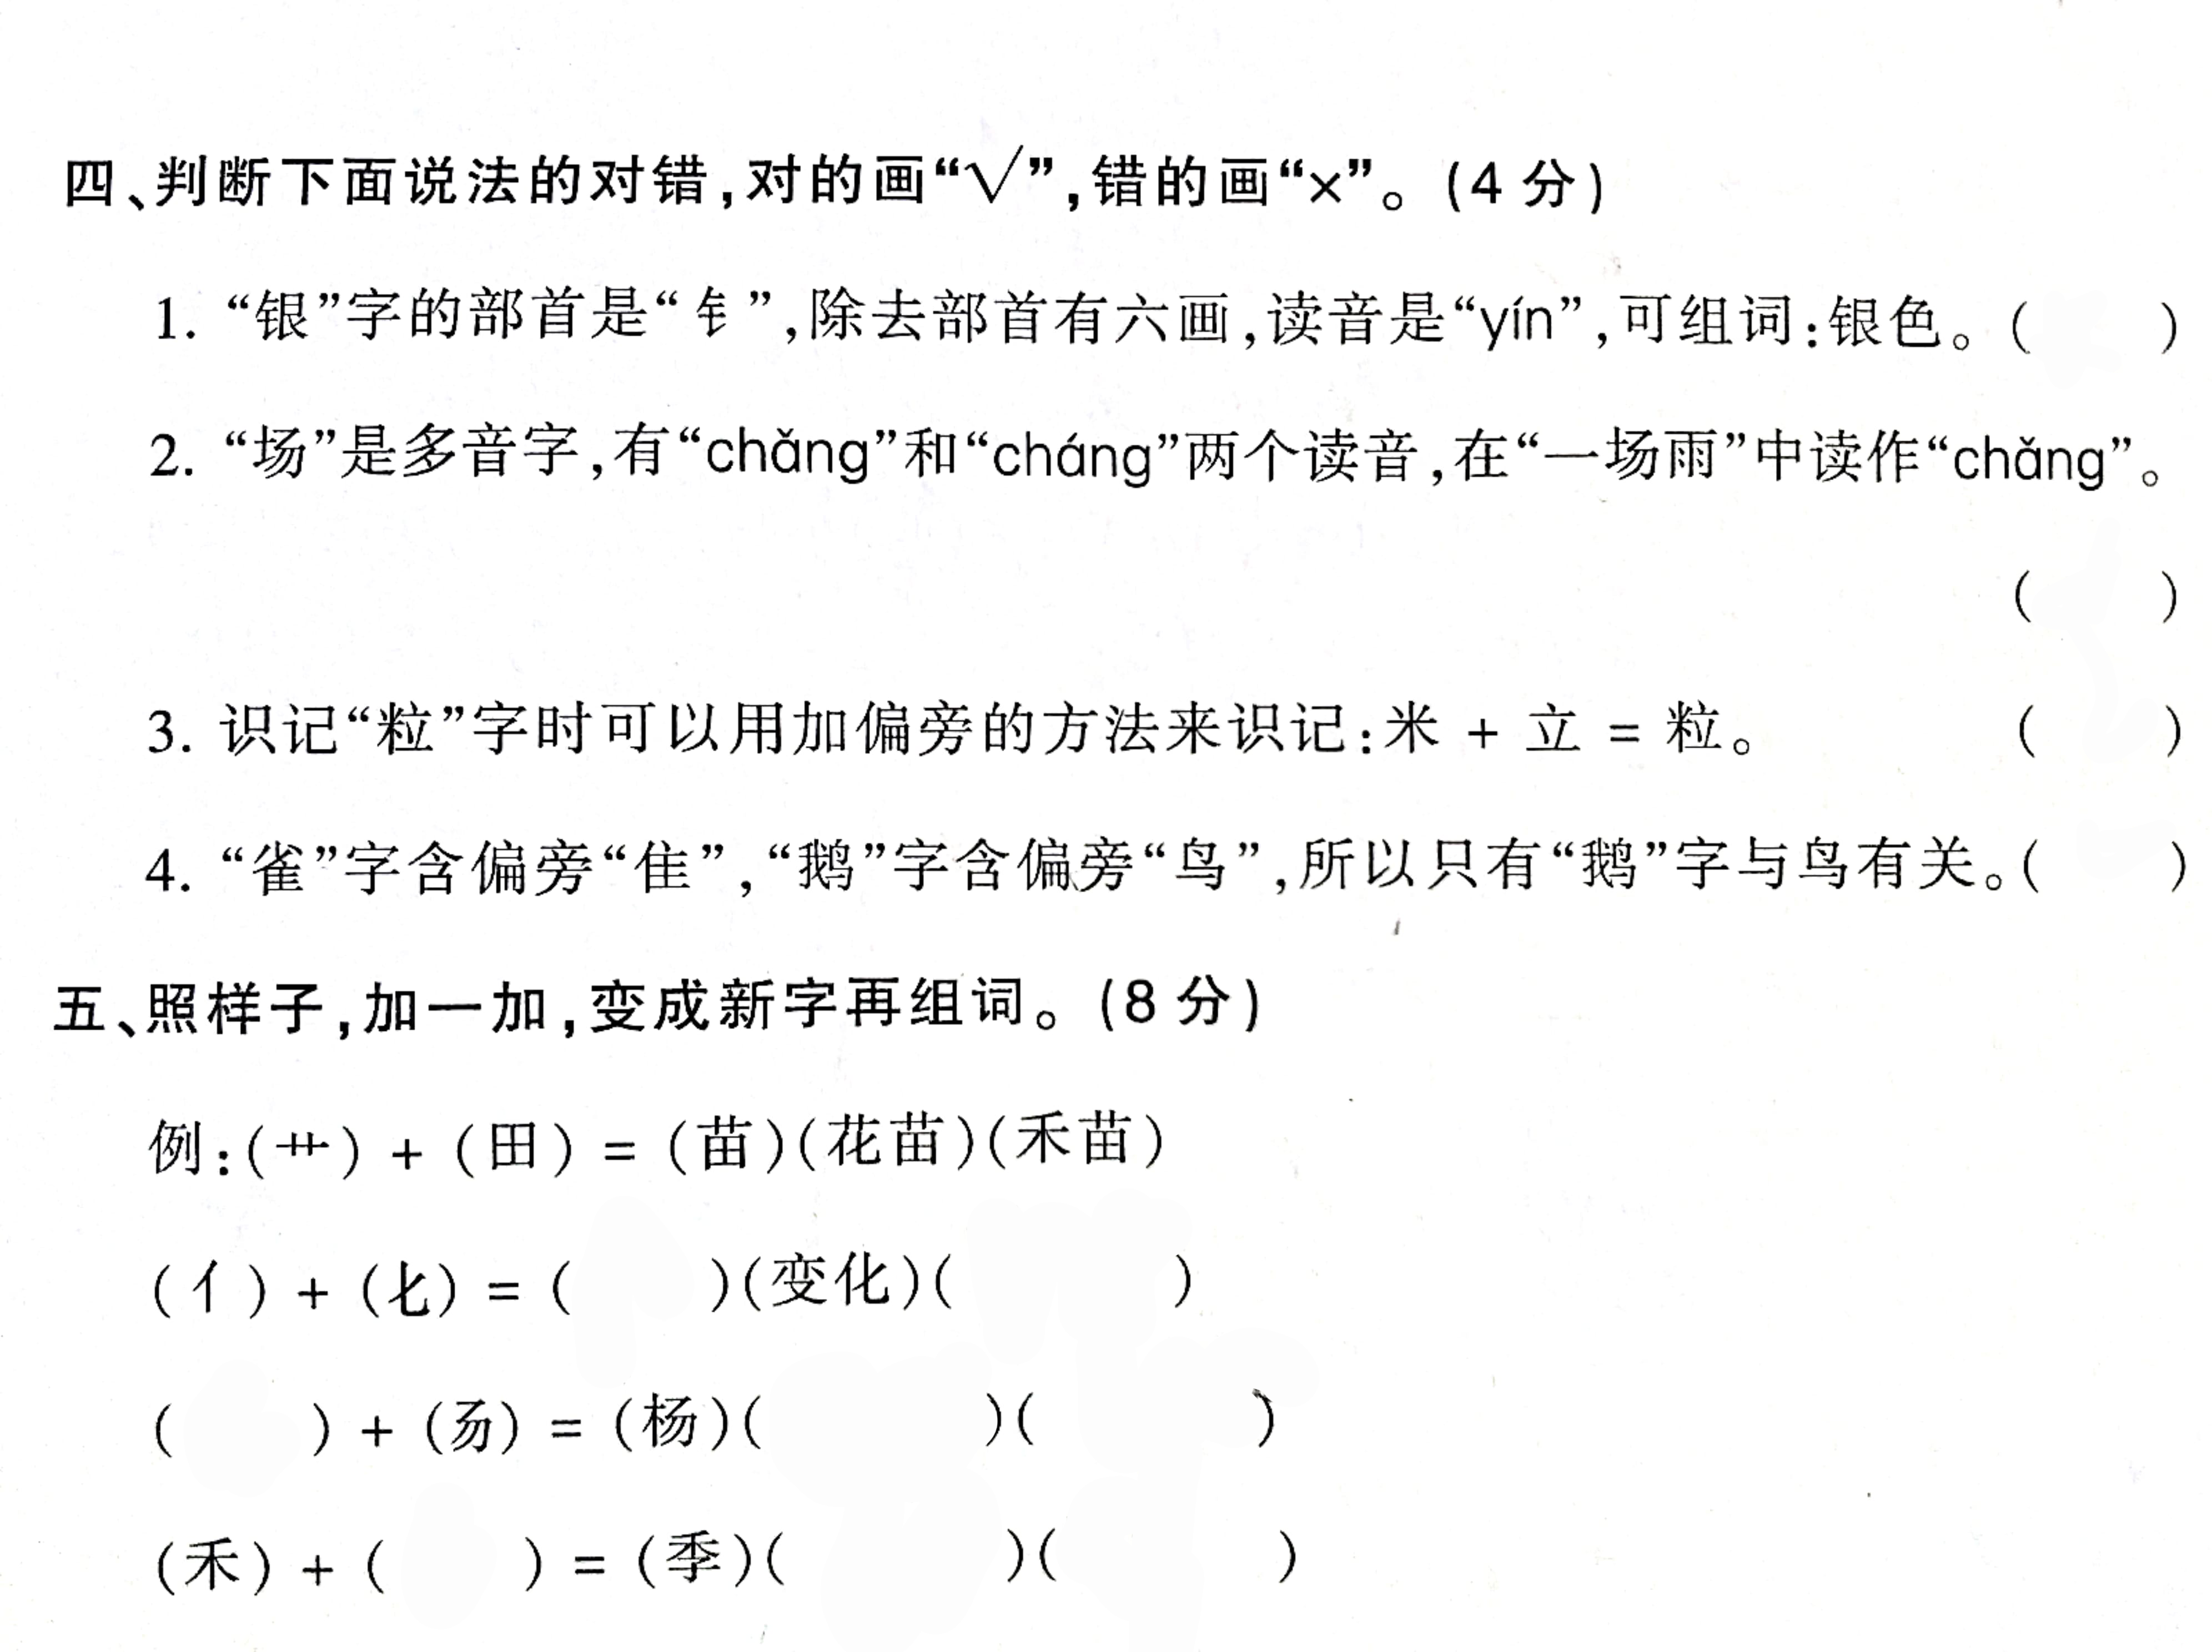 四、判断下面说法的对错,对的画“√”,错的画“×”。(4 分)
1. “银”字的部首是“钅”,除去部首有六画,读音是“yín”,可组词:银色。(　　)
2. “场”是多音字,有“chǎng”和“cháng”两个读音,在“一场雨”中读作“chǎng”。
(　　)
3. 识记“粒”字时可以用加偏旁的方法来识记:米 + 立 = 粒。 (　　)
4. “雀”字含偏旁“隹”,“鹅”字含偏旁“鸟”,所以只有“鹅”字与鸟有关。(　　)
五、照样子,加一加,变成新字再组词。(8 分)
例:(艹) + (田) = (苗)(花苗)(禾苗)
(亻) + (𠤎) = (　　)(变化)(　　　)
(　　) + (𠃓) = (杨)(　　　)(　　　)
(禾) + (　　) = (季)(　　　)(　　　)